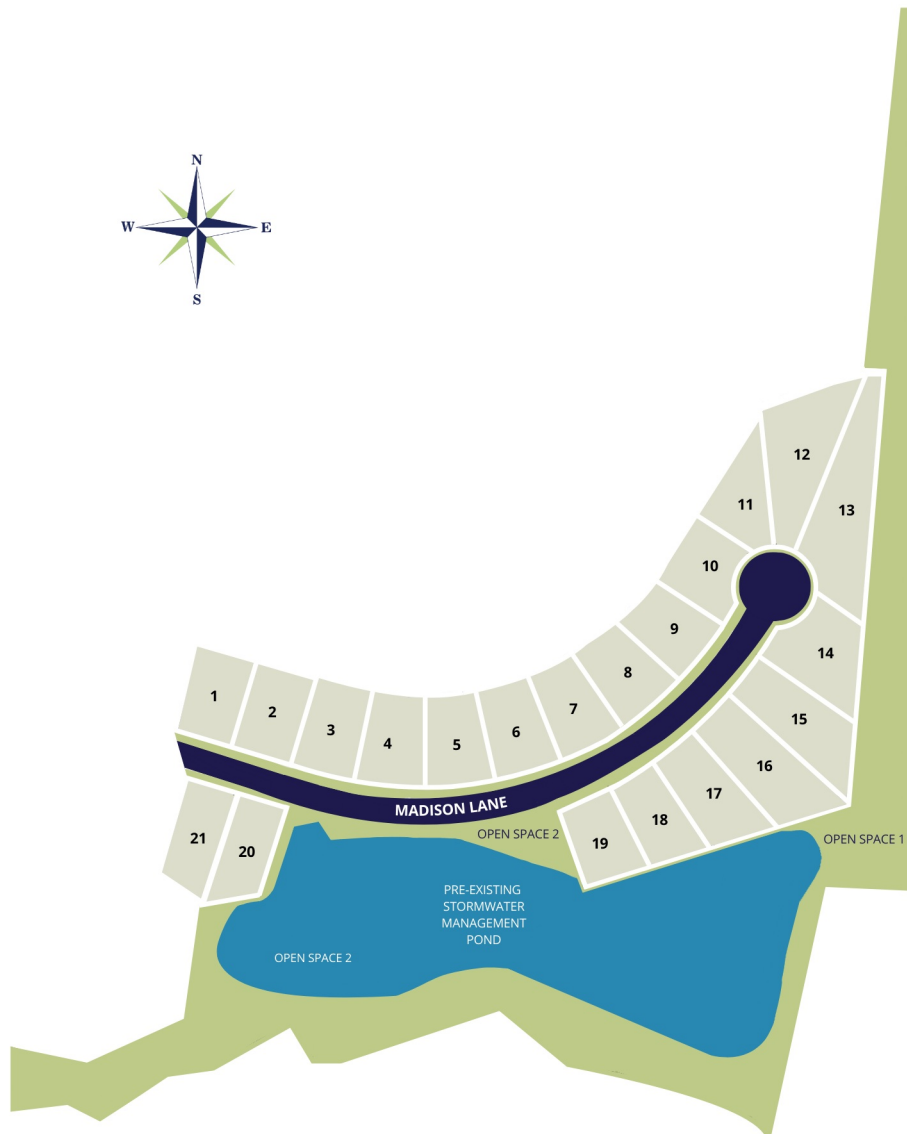 N
W
E
S
12
11
13
10
9
14
8
1
7
15
2
3
6
4
5
16
17
MADISON LANE
18
OPEN SPACE 2
OPEN SPACE 1
21
19
20
PRE-EXISTING
STORMWATER
MANAGEMENT
POND
OPEN SPACE 2